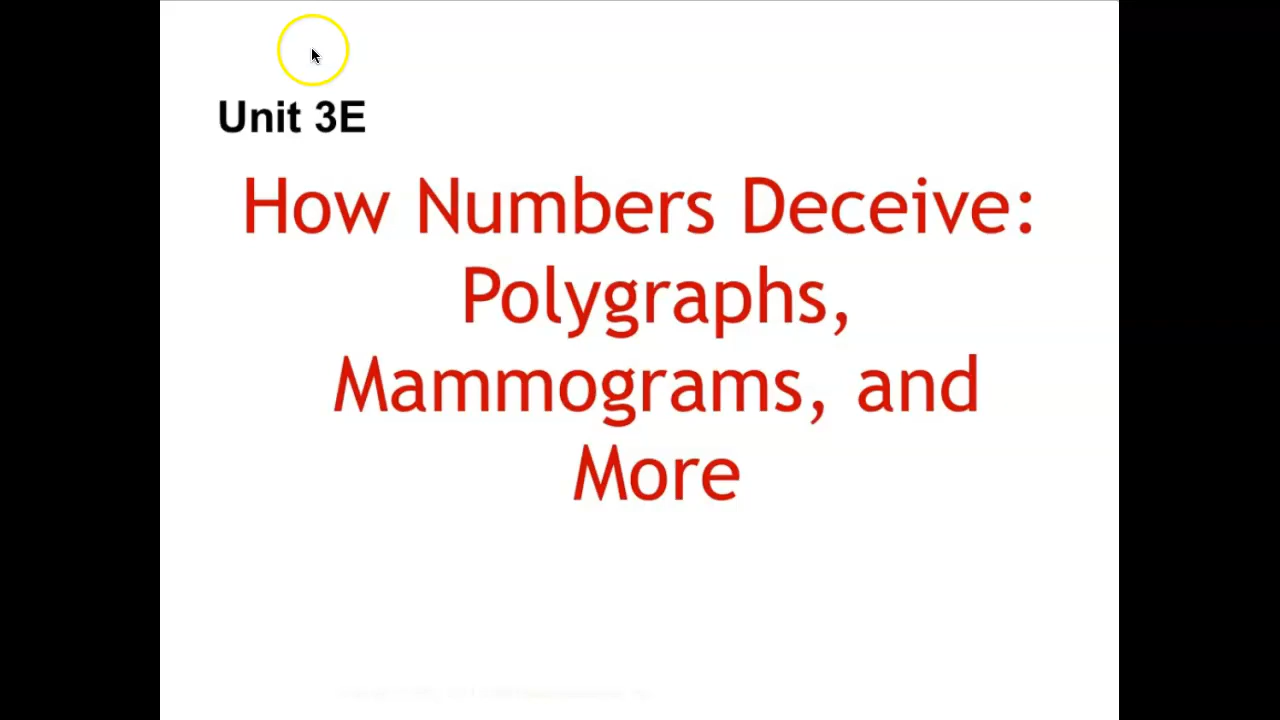 Unit 3E
How Numbers Deceive:
Polygraphs,
Mammograms, and
More